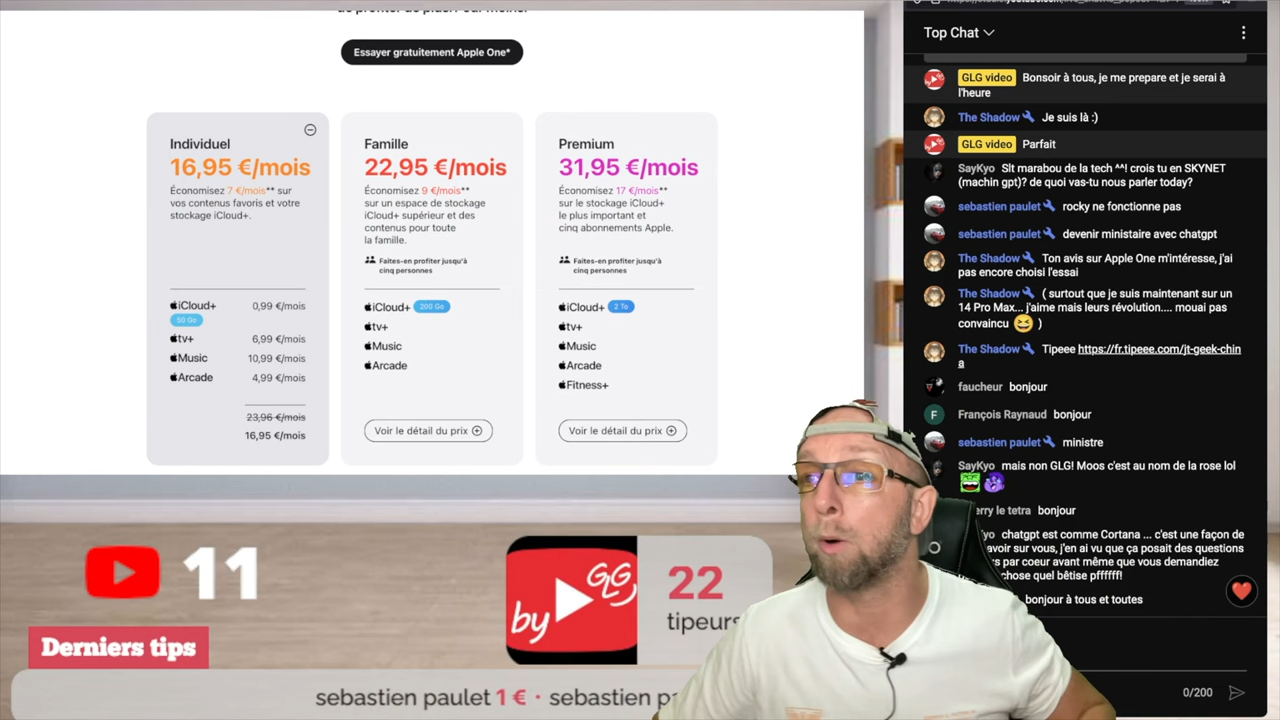 Essayer gratuitement Apple One*
Individuel
16,95 €/mois
Économisez 7 €/mois** sur
vos contenus favoris et votre
stockage iCloud+.
iCloud+ 0,99 €/mois
50 Go
tv+ 6,99 €/mois
Music 10,99 €/mois
Arcade 4,99 €/mois
23,96 €/mois
16,95 €/mois
Famille
22,95 €/mois
Économisez 9 €/mois**
sur un espace de stockage
iCloud+ supérieur et des
contenus pour toute
la famille.
Faites-en profiter jusqu'à
cinq personnes
iCloud+ 200 Go
tv+
Music
Arcade
Voir le détail du prix
Premium
31,95 €/mois
Économisez 17 €/mois**
sur le stockage iCloud+
le plus important et
cinq abonnements Apple.
Faites-en profiter jusqu'à
cinq personnes
iCloud+ 2 To
tv+
Music
Arcade
Fitness+
Voir le détail du prix
Top Chat
GLG video Bonsoir à tous, je me prepare et je serai à
l'heure
The Shadow Je suis là :)
GLG video Parfait
SayKyo Slt marabou de la tech ^^! crois tu en SKYNET
(machin gpt)? de quoi vas-tu nous parler today?
sebastien paulet rocky ne fonctionne pas
sebastien paulet devenir ministaire avec chatgpt
The Shadow Ton avis sur Apple One m'intéresse, j'ai
pas encore choisi l'essai
The Shadow ( surtout que je suis maintenant sur un
14 Pro Max... j'aime mais leurs révolution.... mouai pas
convaincu )
The Shadow Tipeee https://fr.tipeee.com/jt-geek-chin
a
faucheur bonjour
F François Raynaud bonjour
sebastien paulet ministre
SayKyo mais non GLG! Moos c'est au nom de la rose lol
le tetra bonjour
chatgpt est comme Cortana ... c'est une façon de
avoir sur vous, j'en ai vu que ça posait des questions
par coeur avant même que vous demandiez
chose quel bêtise pffffff!
bonjour à tous et toutes
0/200
11
by GLG
22
tipeurs
Derniers tips
sebastien paulet 1 € · sebastien